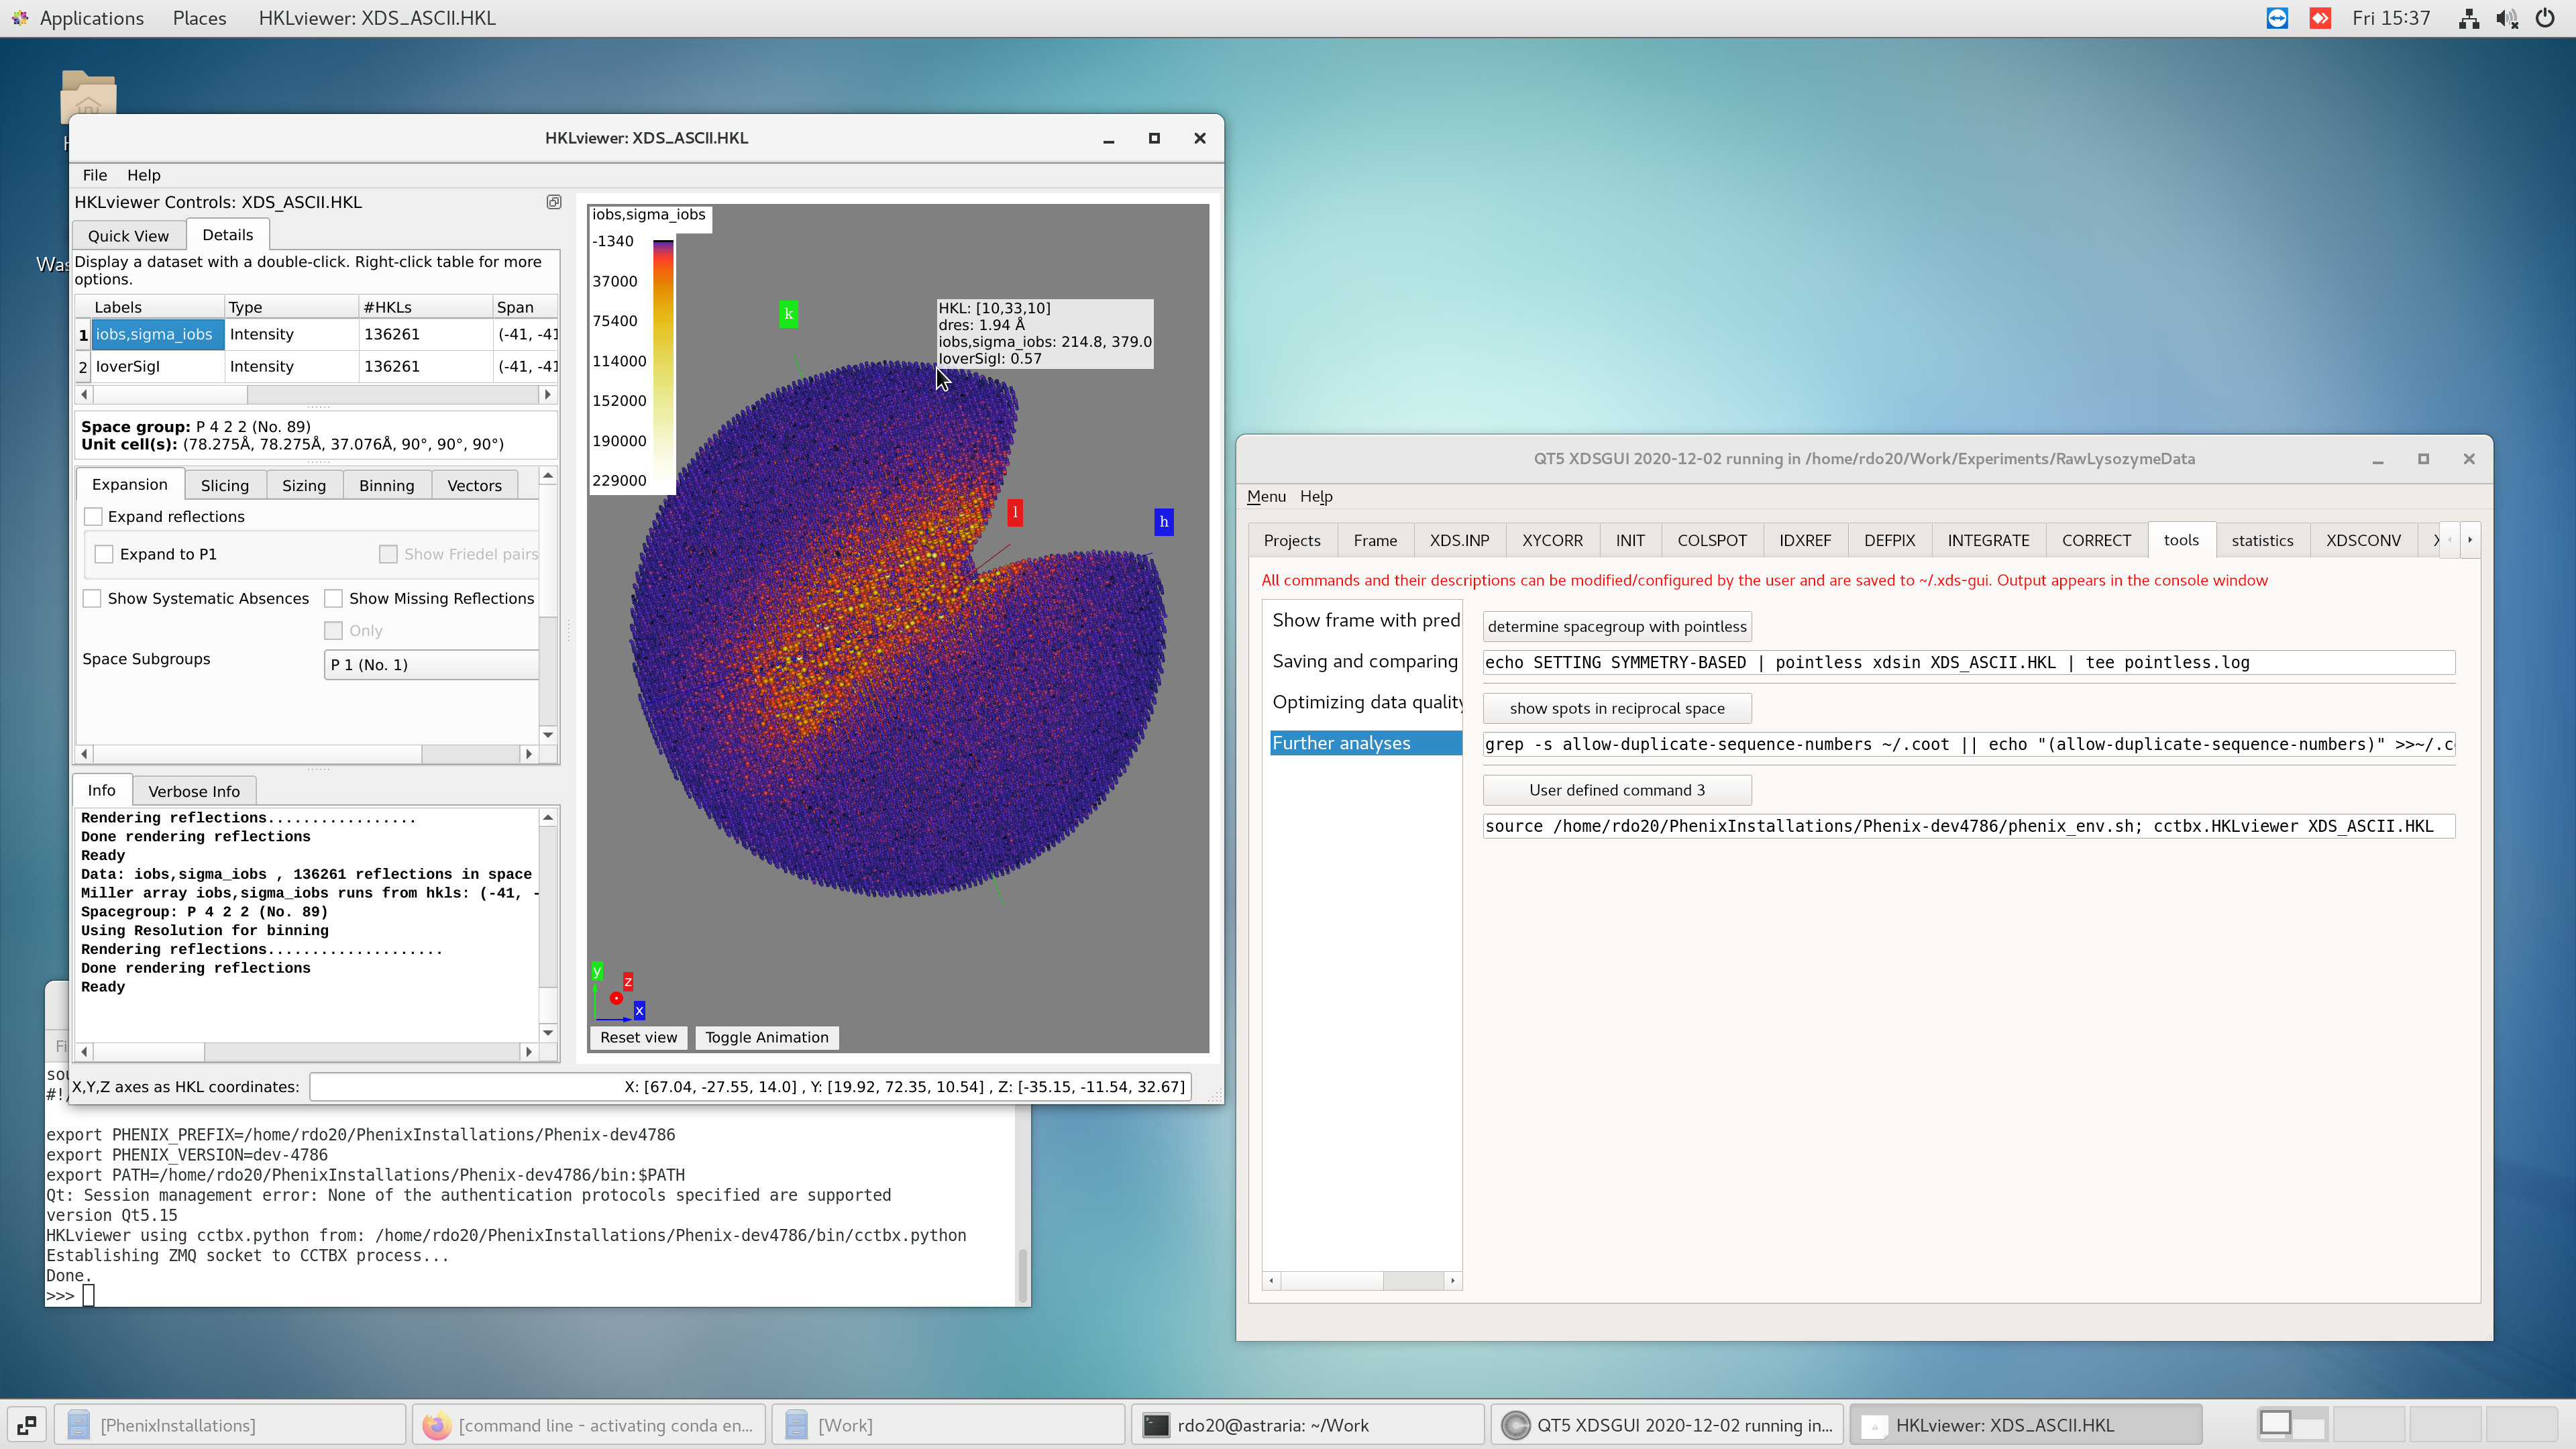 Applications Places HKLviewer: XDS_ASCII.HKL
Fri 15:37
HKLviewer: XDS_ASCII.HKL
File Help
HKLviewer Controls: XDS_ASCII.HKL
Quick View Details
Display a dataset with a double-click. Right-click table for more
options.
Labels Type #HKLs Span
1 iobs,sigma_iobs Intensity 136261 (-41, -41
2 IoverSigI Intensity 136261 (-41, -41
Space group: P 4 2 2 (No. 89)
Unit cell(s): (78.275Å, 78.275Å, 37.076Å, 90°, 90°, 90°)
Expansion Slicing Sizing Binning Vectors
Expand reflections
Expand to P1 Show Friedel pairs
Show Systematic Absences Show Missing Reflections
Only
Space Subgroups P 1 (No. 1)
Info Verbose Info
Rendering reflections.................
Done rendering reflections
Ready
Data: iobs,sigma_iobs , 136261 reflections in space
Miller array iobs,sigma_iobs runs from hkls: (-41, -
Spacegroup: P 4 2 2 (No. 89)
Using Resolution for binning
Rendering reflections....................
Done rendering reflections
Ready
X,Y,Z axes as HKL coordinates: X: [67.04, -27.55, 14.0] , Y: [19.92, 72.35, 10.54] , Z: [-35.15, -11.54, 32.67]
iobs,sigma_iobs
-1340
37000
75400
114000
152000
190000
229000
k
HKL: [10,33,10]
dres: 1.94 Å
iobs,sigma_iobs: 214.8, 379.0
IoverSigI: 0.57
l
h
y
z
x
Reset view Toggle Animation
Was
Fi
sou
#!/
export PHENIX_PREFIX=/home/rdo20/PhenixInstallations/Phenix-dev4786
export PHENIX_VERSION=dev-4786
export PATH=/home/rdo20/PhenixInstallations/Phenix-dev4786/bin:$PATH
Qt: Session management error: None of the authentication protocols specified are supported
version Qt5.15
HKLviewer using cctbx.python from: /home/rdo20/PhenixInstallations/Phenix-dev4786/bin/cctbx.python
Establishing ZMQ socket to CCTBX process...
Done.
>>>
QT5 XDSGUI 2020-12-02 running in /home/rdo20/Work/Experiments/RawLysozymeData
Menu Help
Projects Frame XDS.INP XYCORR INIT COLSPOT IDXREF DEFPIX INTEGRATE CORRECT tools statistics XDSCONV
All commands and their descriptions can be modified/configured by the user and are saved to ~/.xds-gui. Output appears in the console window
Show frame with pred
Saving and comparing
Optimizing data quality
Further analyses
determine spacegroup with pointless
echo SETTING SYMMETRY-BASED | pointless xdsin XDS_ASCII.HKL | tee pointless.log
show spots in reciprocal space
grep -s allow-duplicate-sequence-numbers ~/.coot || echo "(allow-duplicate-sequence-numbers)" >>~/.c
User defined command 3
source /home/rdo20/PhenixInstallations/Phenix-dev4786/phenix_env.sh; cctbx.HKLviewer XDS_ASCII.HKL
[PhenixInstallations] [command line - activating conda en... [Work] rdo20@astraria: ~/Work QT5 XDSGUI 2020-12-02 running in... HKLviewer: XDS_ASCII.HKL